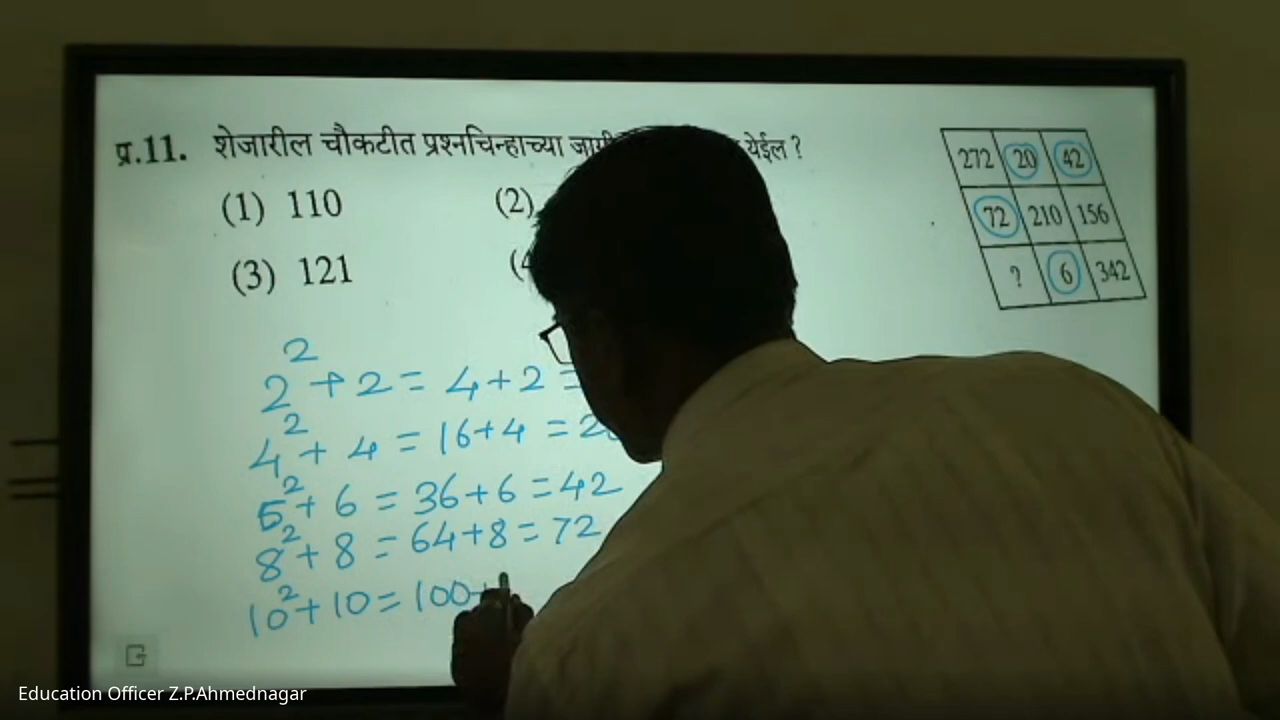 प्र.11. शेजारील चौकटीत प्रश्नचिन्हाच्या येईल ?
(1) 110 (2)
(3) 121
272 20 42
72 210 156
? 6 342
2² + 2 = 4 + 2 =
4² + 4 = 16 + 4 =
6² + 6 = 36 + 6 = 42
8² + 8 = 64 + 8 = 72
10² + 10 = 100
Education Officer Z.P.Ahmednagar